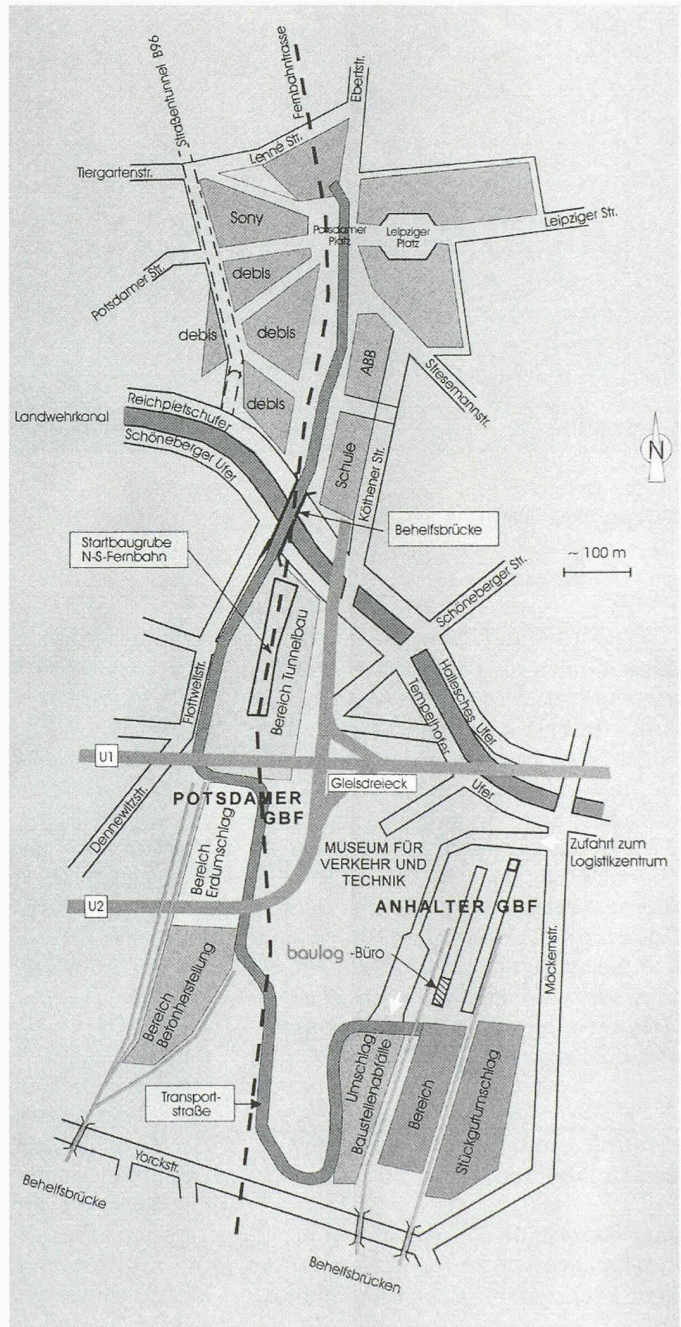 Straßentunnel B96
Fernbahntrasse
Ebertstr.
Lenné Str.
Tiergartenstr.
Sony
Potsdamer
Platz
Leipziger
Platz
Leipziger Str.
Potsdamer Str.
debis
debis
debis
debis
ABB
Stresemannstr.
Landwehrkanal
Reichpietschufer
Schöneberger Ufer
Schule
Köthener Str.
N
Behelfsbrücke
Startbaugrube
N-S-Fernbahn
~ 100 m
Schöneberger Str.
Bereich Tunnelbau
Flottwellstr.
Hallesches Ufer
Tempelhofer
Ufer
U1
Gleisdreieck
POTSDAMER
GBF
Dennewitzstr.
Bereich
Erdumschlag
MUSEUM FÜR
VERKEHR UND
TECHNIK
Zufahrt zum
Logistikzentrum
U2
ANHALTER GBF
Möckernstr.
baulog -Büro
Bereich
Betonherstellung
Umschlag
Baustellenabfälle
Bereich
Stückgutumschlag
Transport-
straße
Yorckstr.
Behelfsbrücke
Behelfsbrücken